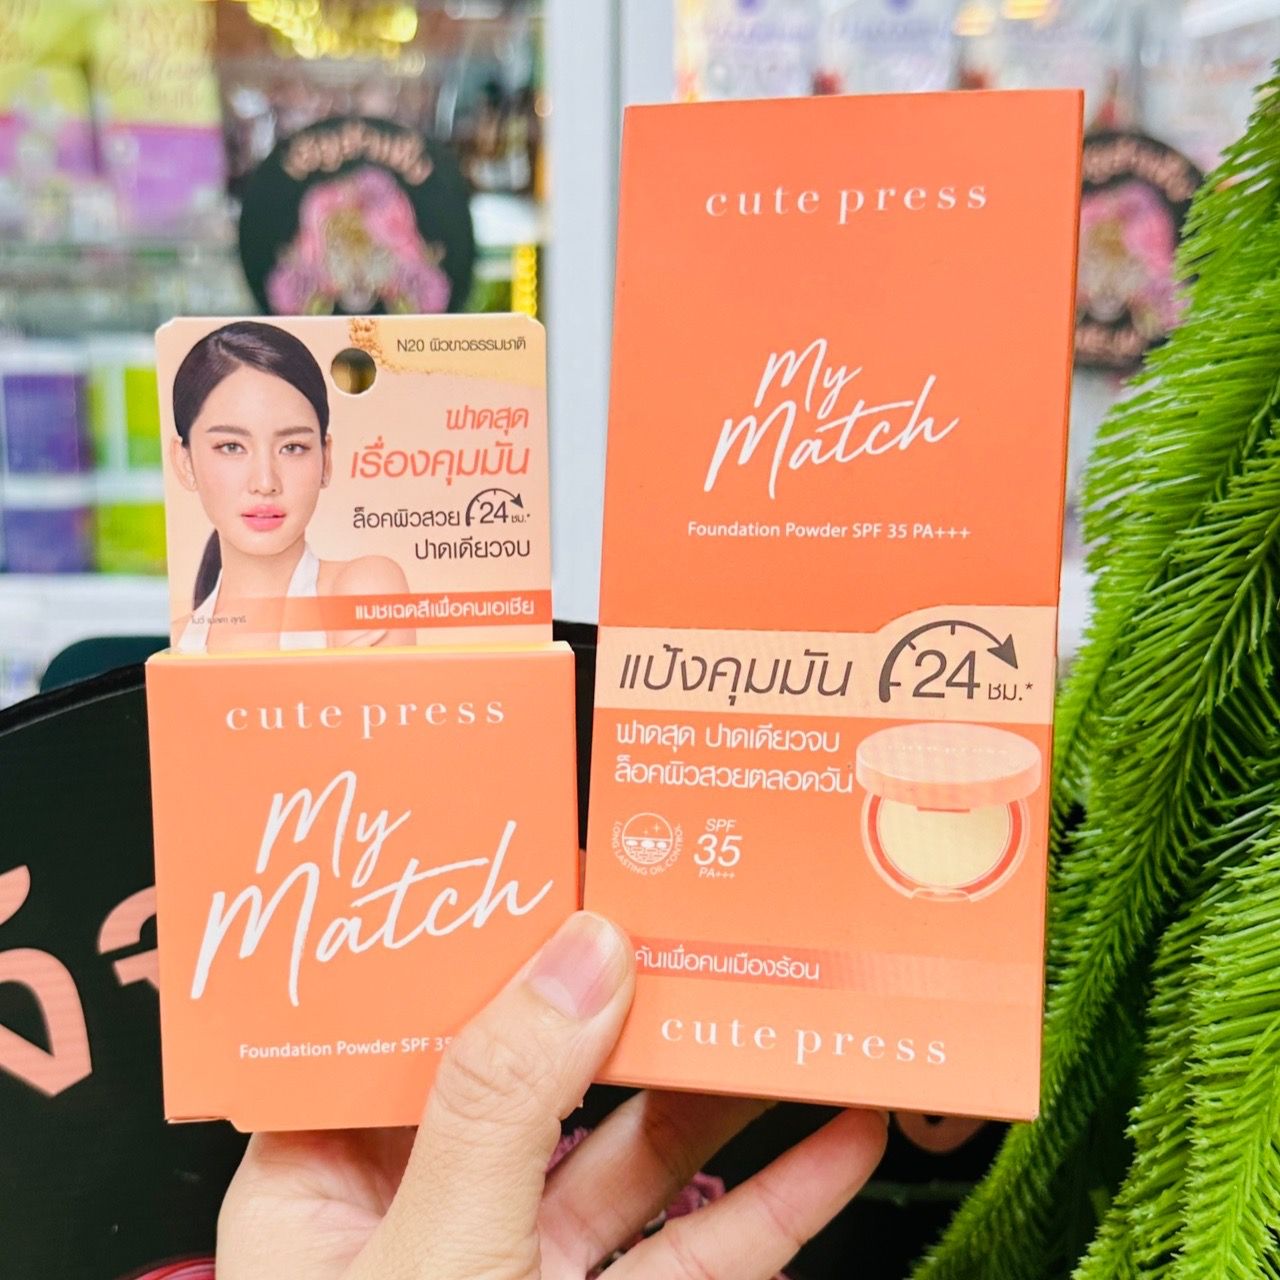 N20 ผิวขาวธรรมชาติ
ฟาดสุด
เรื่องคุมมัน
ล็อคผิวสวย 24 ชม.*
ปาดเดียวจบ
แมชเฉดสีเพื่อคนเอเชีย
cute press
My
Match
Foundation Powder SPF 35
cute press
My
Match
Foundation Powder SPF 35 PA+++
แป้งคุมมัน 24 ชม.*
ฟาดสุด ปาดเดียวจบ
ล็อคผิวสวยตลอดวัน
LONG LASTING OIL-CONTROL
SPF
35
PA+++
ค้นเพื่อคนเมืองร้อน
cute press